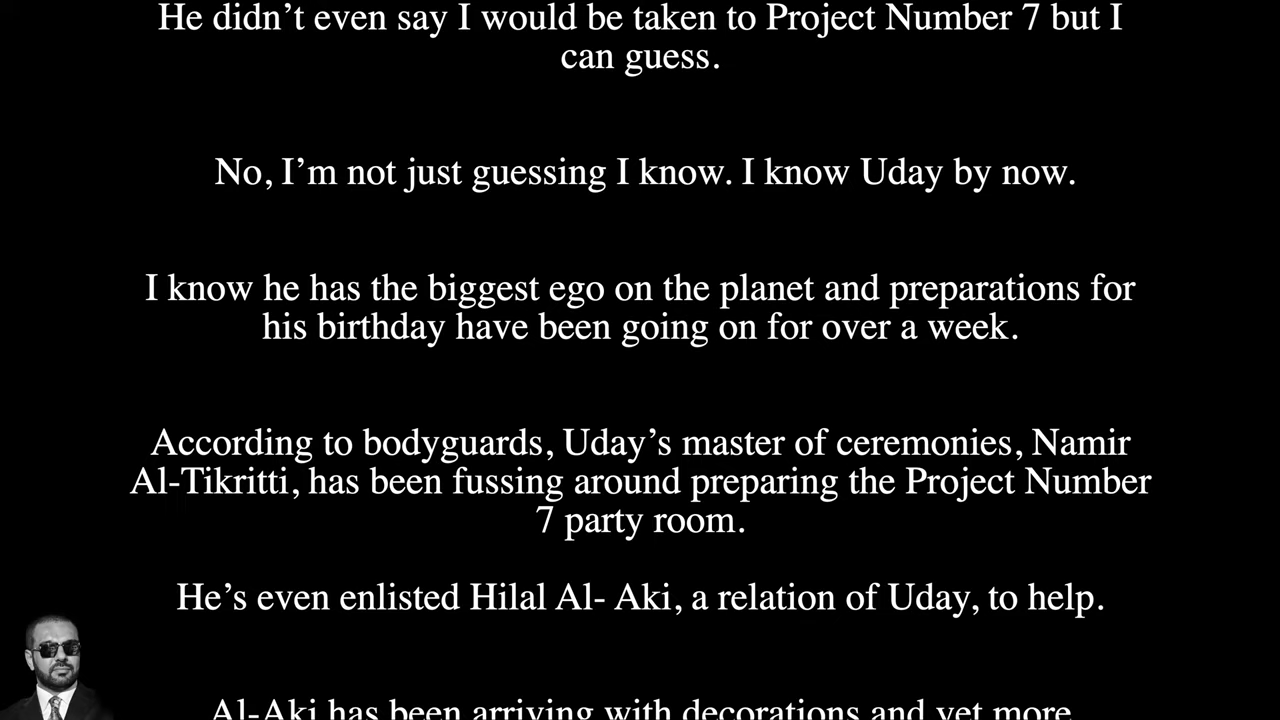 He didn’t even say I would be taken to Project Number 7 but I
can guess.
No, I’m not just guessing I know. I know Uday by now.
I know he has the biggest ego on the planet and preparations for
his birthday have been going on for over a week.
According to bodyguards, Uday’s master of ceremonies, Namir
Al-Tikritti, has been fussing around preparing the Project Number
7 party room.
He’s even enlisted Hilal Al- Aki, a relation of Uday, to help.
Al-Aki has been arriving with decorations and yet more